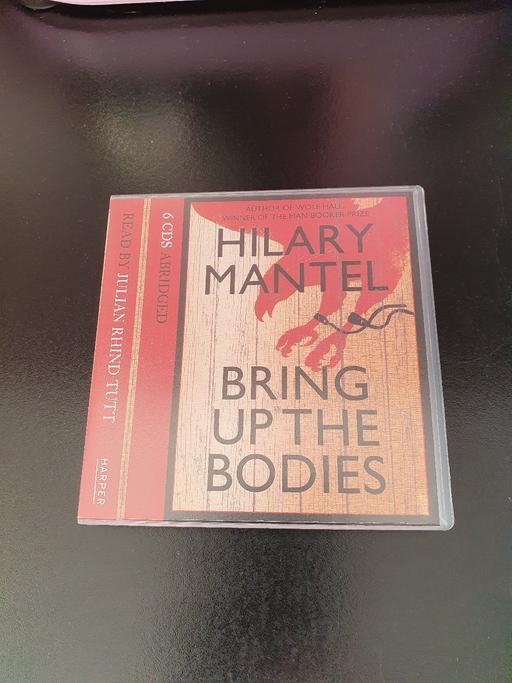 AUTHOR OF WOLF HALL
WINNER OF THE MAN BOOKER PRIZE
HILARY
MANTEL
BRING
UP THE
BODIES
6 CDS ABRIDGED
READ BY JULIAN RHIND TUTT
HARPER